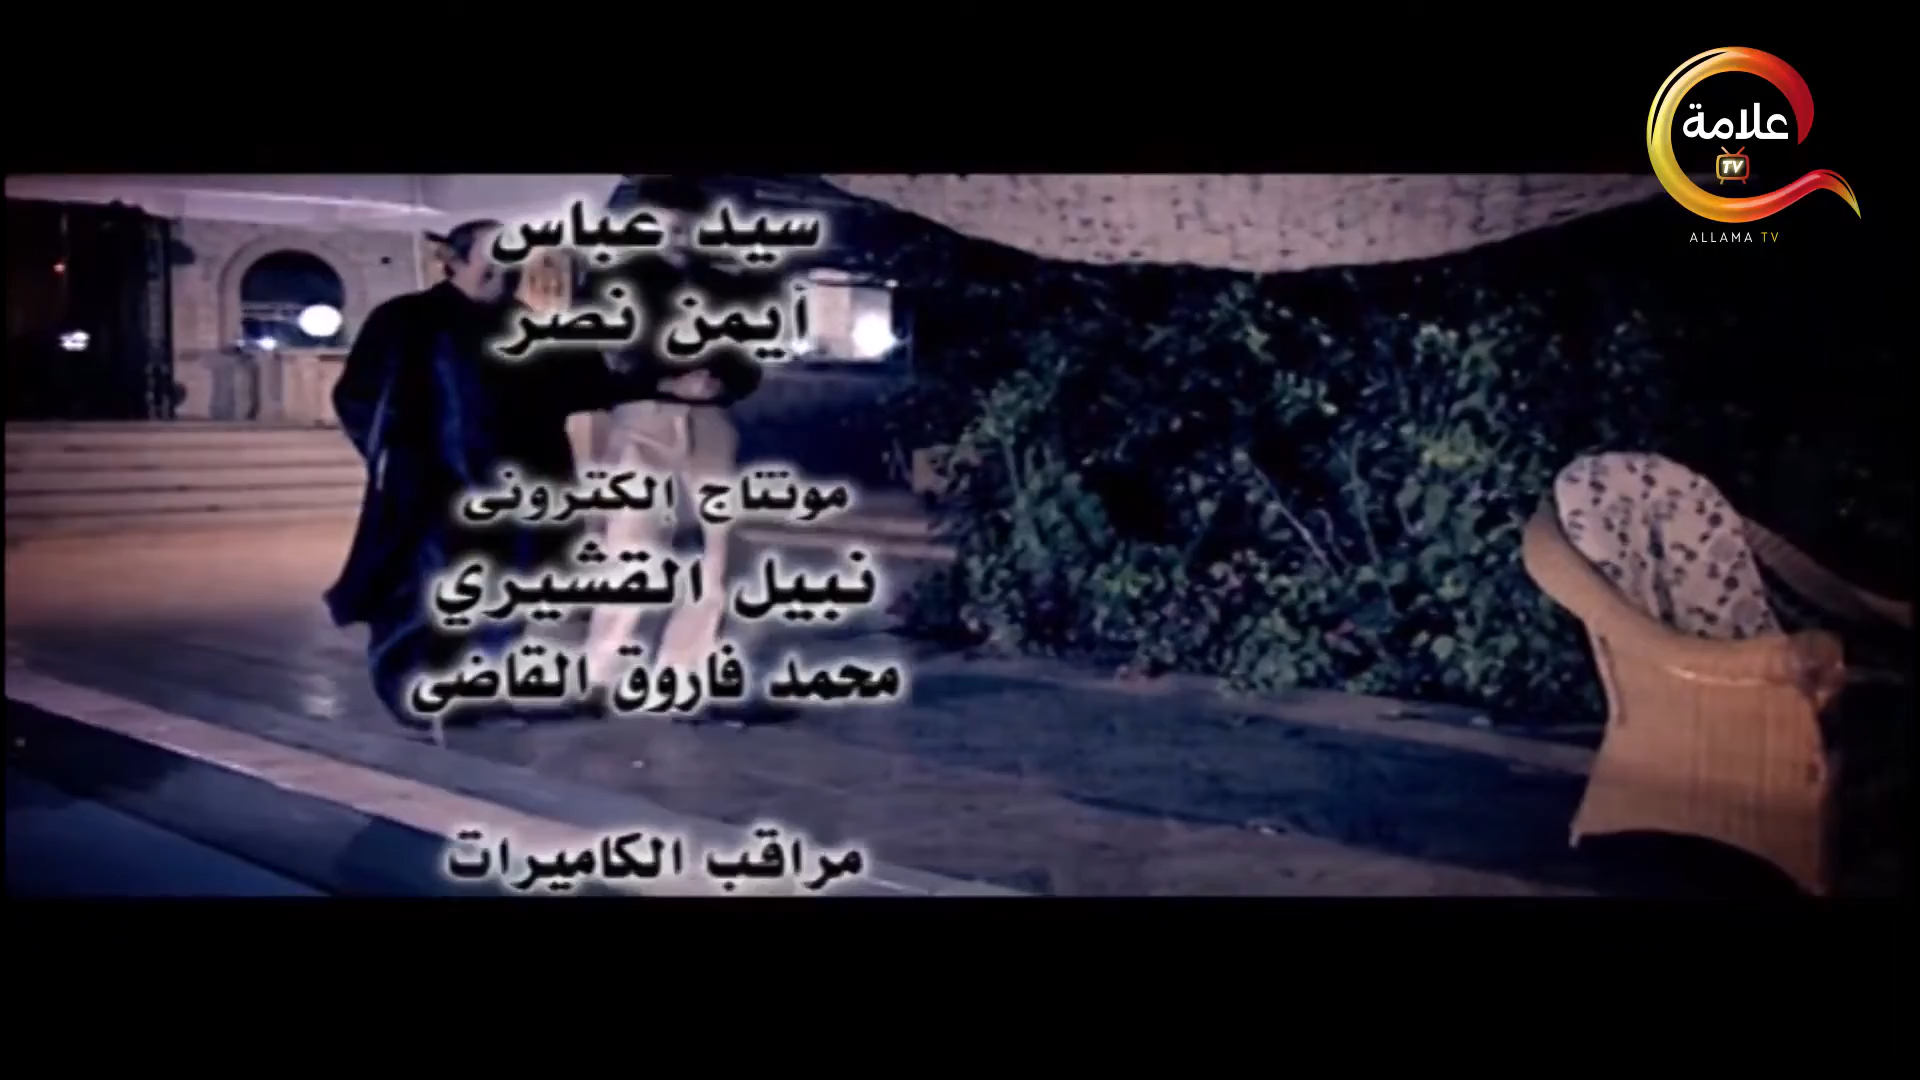 علامة
TV
ALLAMA TV
سيد عباس
أيمن نصر
مونتاج إلكترونى
نبيل القشيري
محمد فاروق القاضى
مراقب الكاميرات